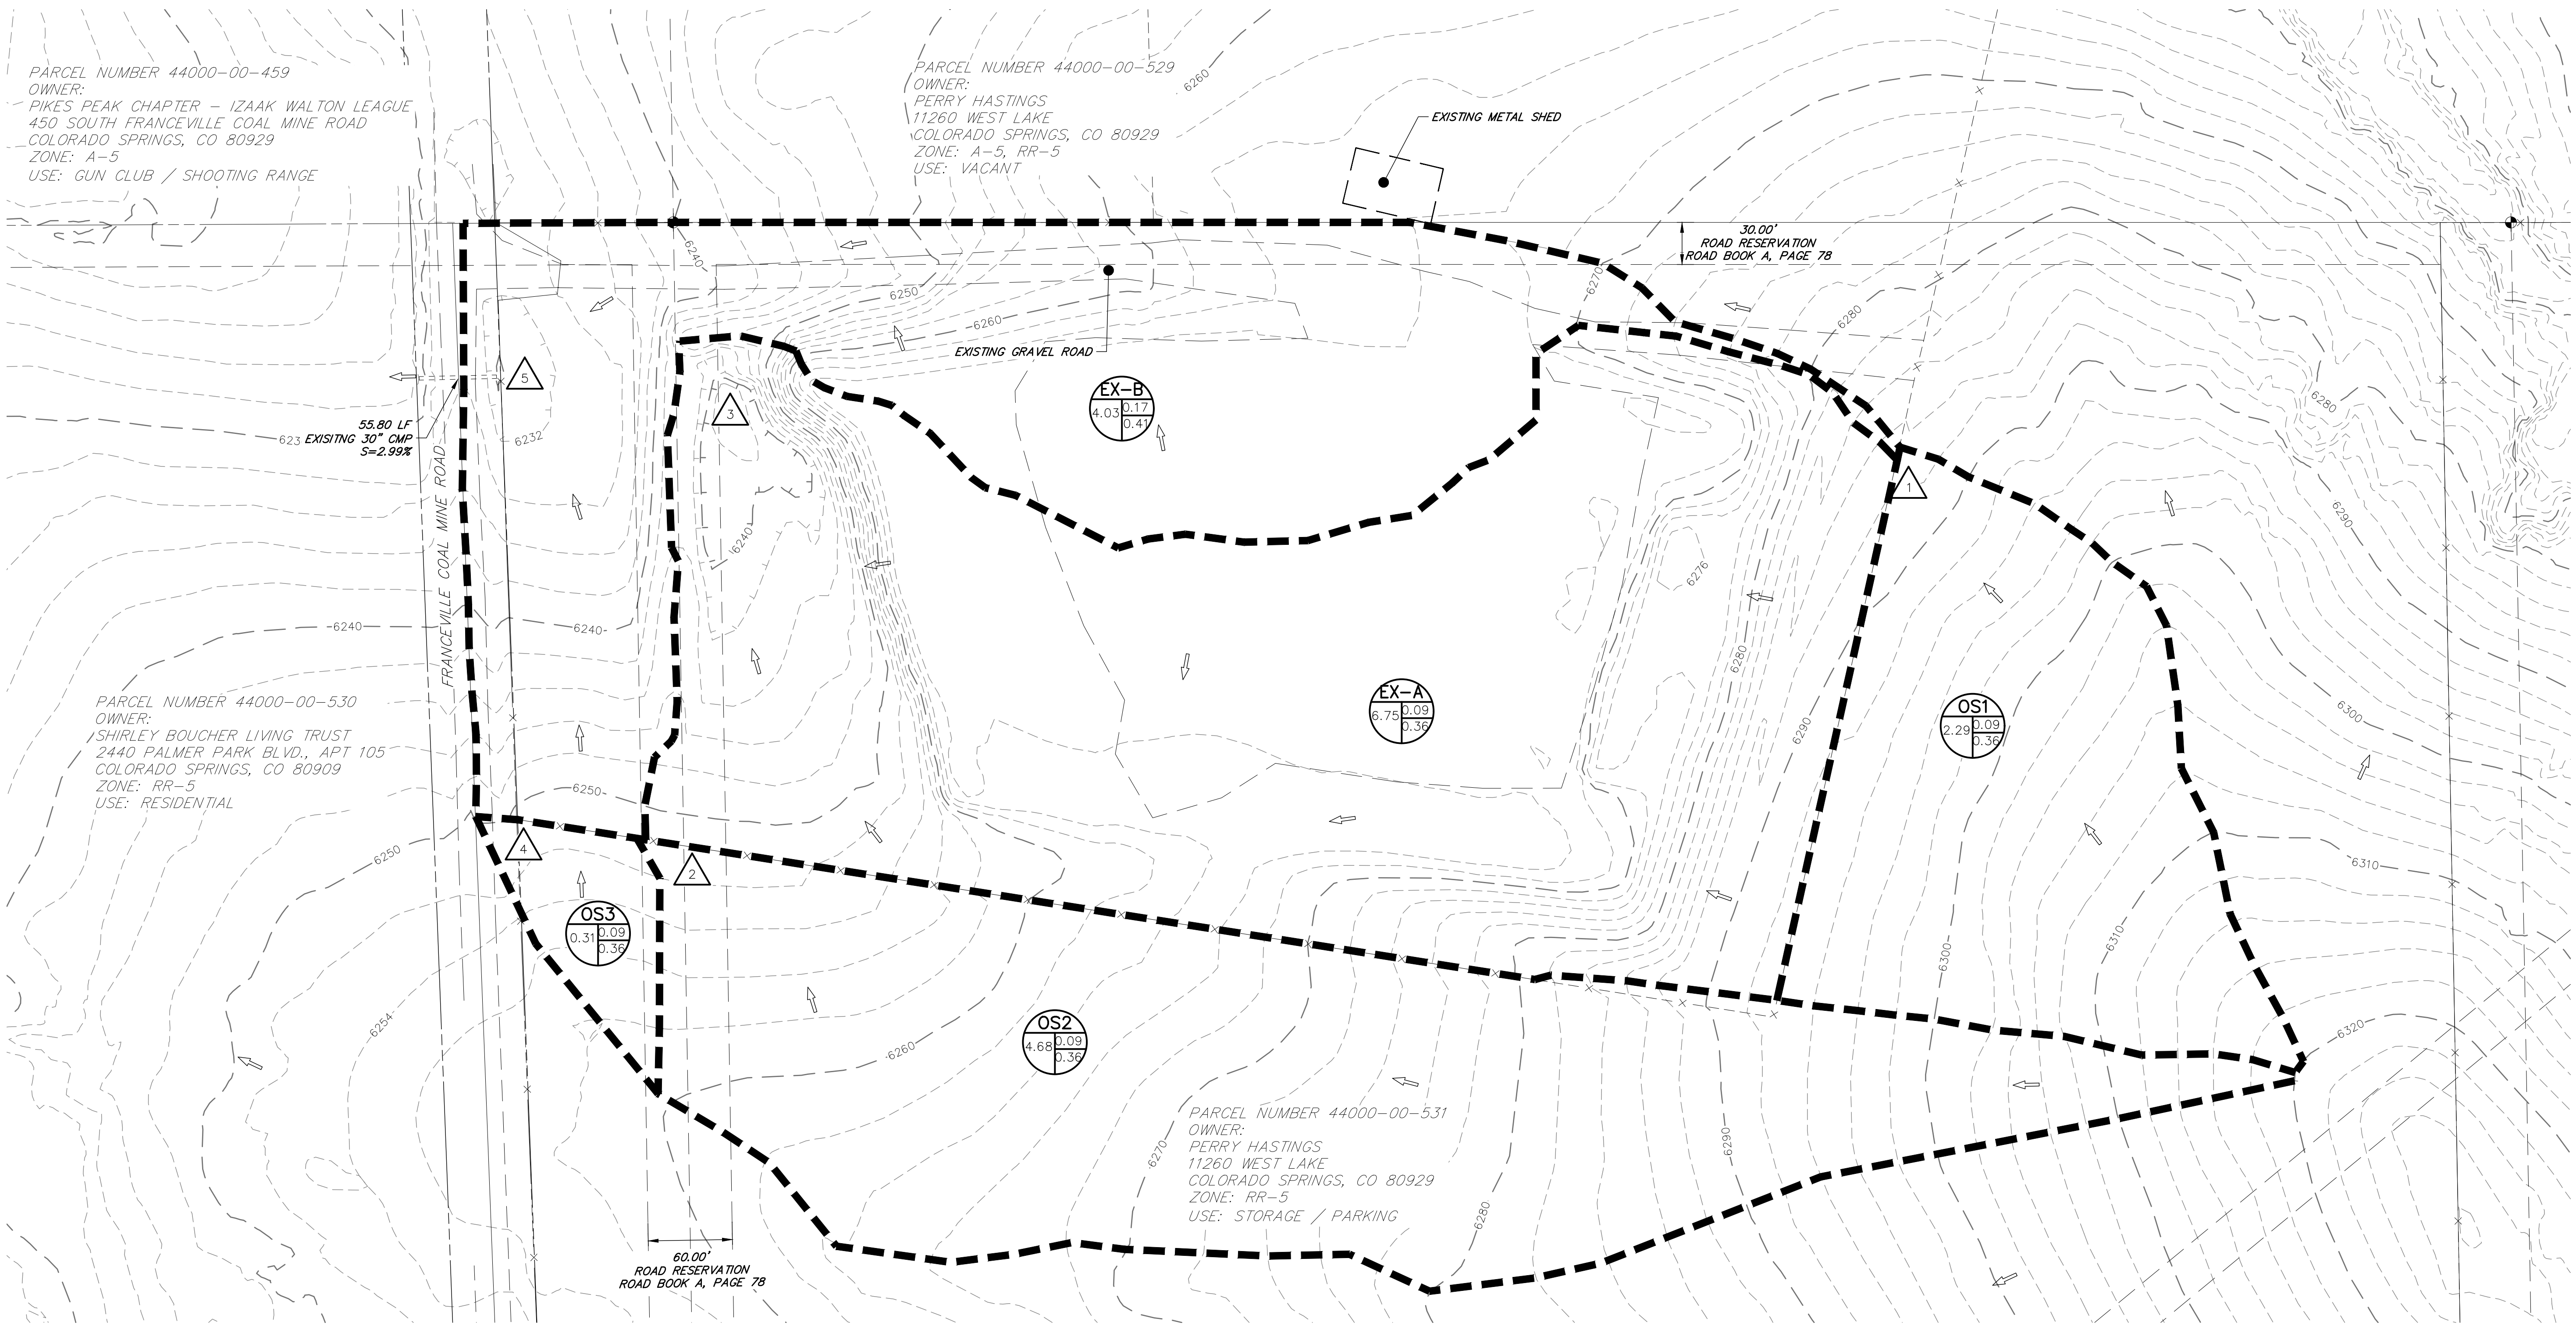 PARCEL NUMBER 44000-00-459
OWNER:
PIKES PEAK CHAPTER - IZAAK WALTON LEAGUE
450 SOUTH FRANCEVILLE COAL MINE ROAD
COLORADO SPRINGS, CO 80929
ZONE: A-5
USE: GUN CLUB / SHOOTING RANGE
PARCEL NUMBER 44000-00-529
OWNER:
PERRY HASTINGS
11260 WEST LAKE
COLORADO SPRINGS, CO 80929
ZONE: A-5, RR-5
USE: VACANT
6260
EXISTING METAL SHED
30.00'
ROAD RESERVATION
ROAD BOOK A, PAGE 78
6240
6250
6260
6270
6280
6280
EXISTING GRAVEL ROAD
5
3
EX-B
4.03
0.17
0.41
55.80 LF
EXISITNG 30" CMP
S=2.99%
623
6232
FRANCEVILLE COAL MINE ROAD
1
6290
6240
6276
6240
6240
6280
EX-A
6.75
0.09
0.36
OS1
2.29
0.09
0.36
6290
6300
PARCEL NUMBER 44000-00-530
OWNER:
SHIRLEY BOUCHER LIVING TRUST
2440 PALMER PARK BLVD., APT 105
COLORADO SPRINGS, CO 80909
ZONE: RR-5
USE: RESIDENTIAL
6250
6250
4
2
6310
OS3
0.31
0.09
0.36
6310
6300
6254
OS2
4.68
0.09
0.36
6260
6320
PARCEL NUMBER 44000-00-531
OWNER:
PERRY HASTINGS
11260 WEST LAKE
COLORADO SPRINGS, CO 80929
ZONE: RR-5
USE: STORAGE / PARKING
6270
6280
6290
60.00'
ROAD RESERVATION
ROAD BOOK A, PAGE 78